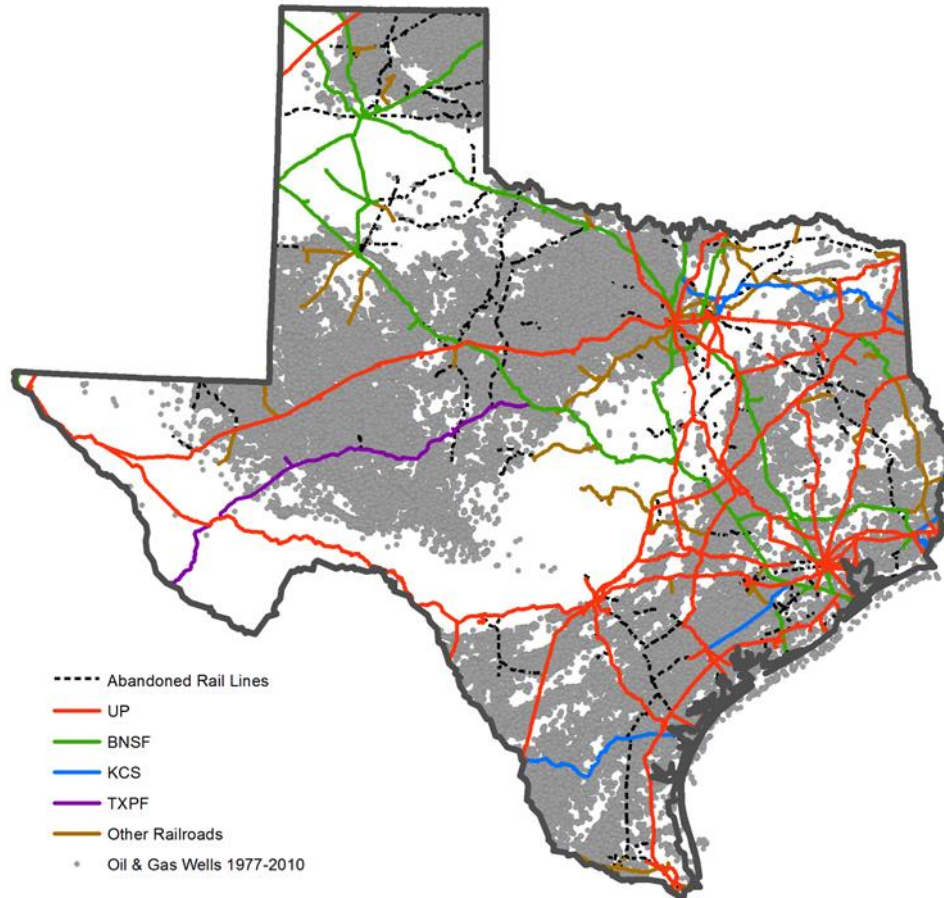 Abandoned Rail Lines
UP
BNSF
KCS
TXPF
Other Railroads
Oil & Gas Wells 1977-2010